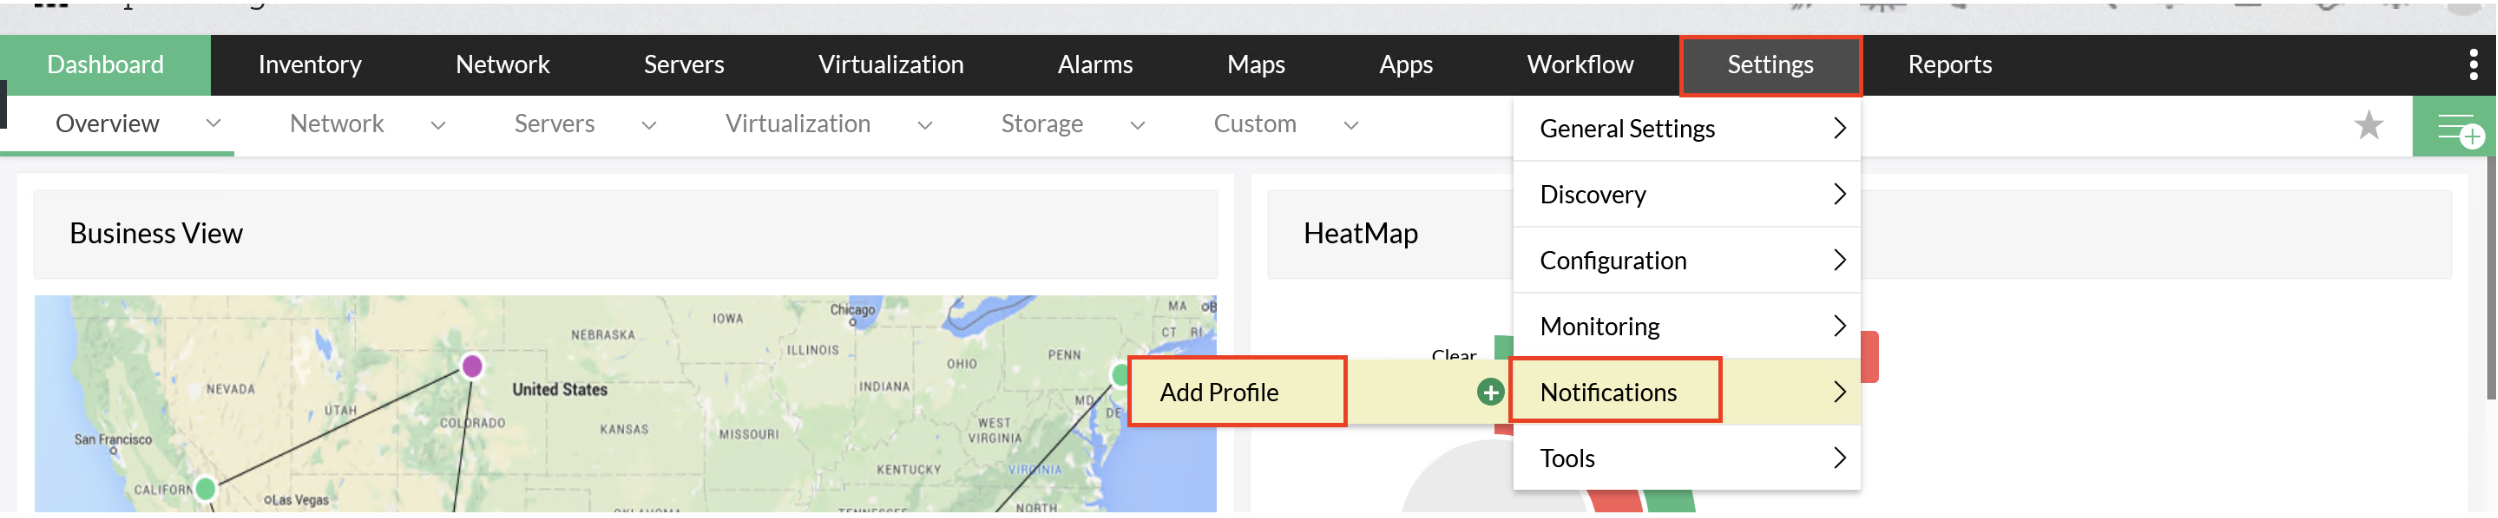 Dashboard Inventory Network Servers Virtualization Alarms Maps Apps Workflow Settings Reports
Overview Network Servers Virtualization Storage Custom
General Settings
Discovery
Configuration
Monitoring
Notifications
Tools
Add Profile
Business View
HeatMap
Clear
Chicago
MA
IOWA
NEBRASKA
CT RI
ILLINOIS
OHIO
PENN
NEVADA
United States
INDIANA
UTAH
MD
DE
COLORADO
KANSAS
MISSOURI
WEST
VIRGINIA
San Francisco
KENTUCKY
VIRGINIA
CALIFORN
Las Vegas
NORTH
TENNESSEE
OKLAHOMA